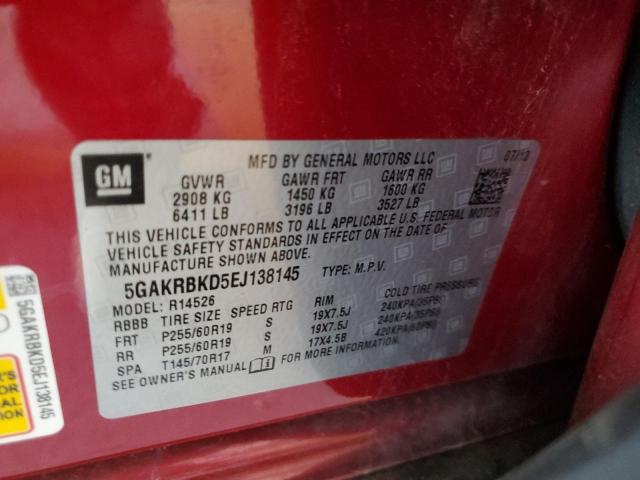 GM
MFD BY GENERAL MOTORS LLC 07/13
GVWR GAWR FRT GAWR RR
2908 KG 1450 KG 1600 KG
6411 LB 3196 LB 3527 LB
THIS VEHICLE CONFORMS TO ALL APPLICABLE U.S. FEDERAL MOTOR
VEHICLE SAFETY STANDARDS IN EFFECT ON THE DATE OF
MANUFACTURE SHOWN ABOVE.
5GAKRBKD5EJ138145 TYPE: M.P.V.
MODEL: R14526
RBBB TIRE SIZE SPEED RTG RIM COLD TIRE PRESSURE
FRT P255/60R19 S 19X7.5J 240KPA(35PSI)
RR P255/60R19 S 19X7.5J 240KPA(35PSI)
SPA T145/70R17 M 17X4.5B 420KPA(60PSI)
SEE OWNER'S MANUAL FOR MORE INFORMATION
5GAKRBKD5EJ138145